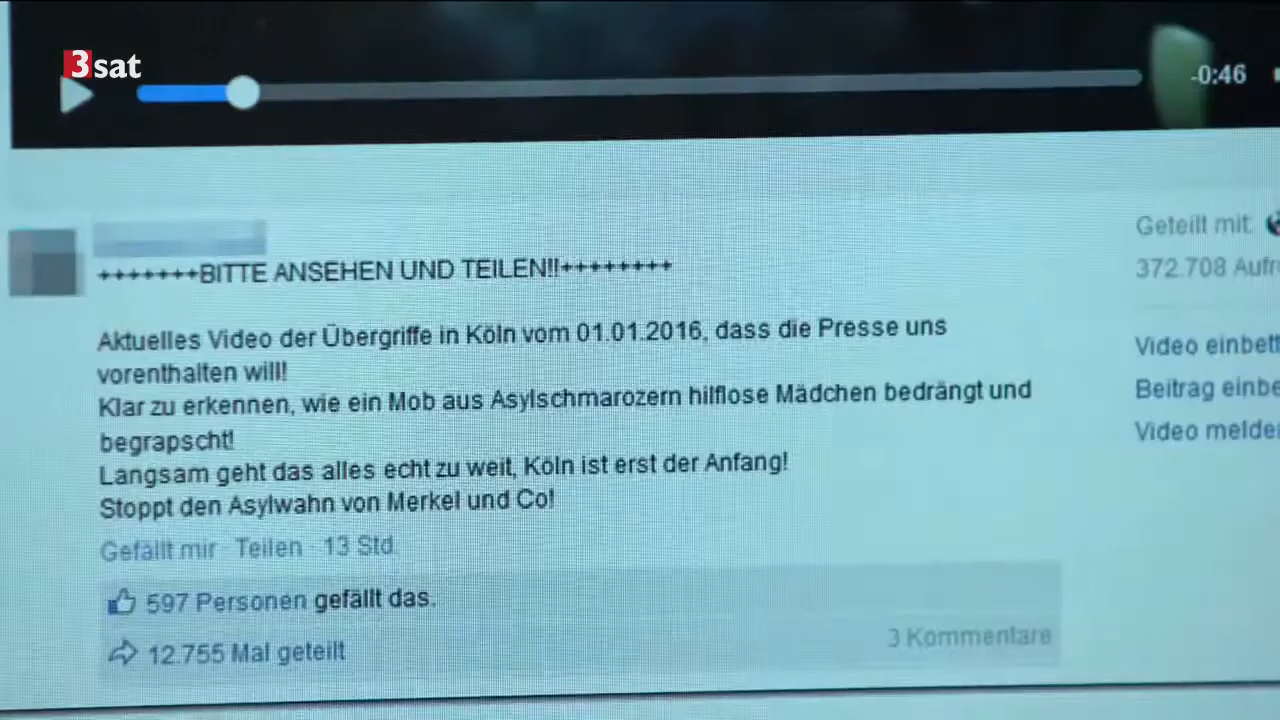 3sat
-0:46
+++++++BITTE ANSEHEN UND TEILEN!!++++++++
Aktuelles Video der Übergriffe in Köln vom 01.01.2016, dass die Presse uns
vorenthalten will!
Klar zu erkennen, wie ein Mob aus Asylschmarozern hilflose Mädchen bedrängt und
begrapscht!
Langsam geht das alles echt zu weit, Köln ist erst der Anfang!
Stoppt den Asylwahn von Merkel und Co!
Gefällt mir · Teilen · 13 Std.
597 Personen gefällt das.
12.755 Mal geteilt
3 Kommentare
Geteilt mit:
372.708 Aufr
Video einbett
Beitrag einbe
Video melde